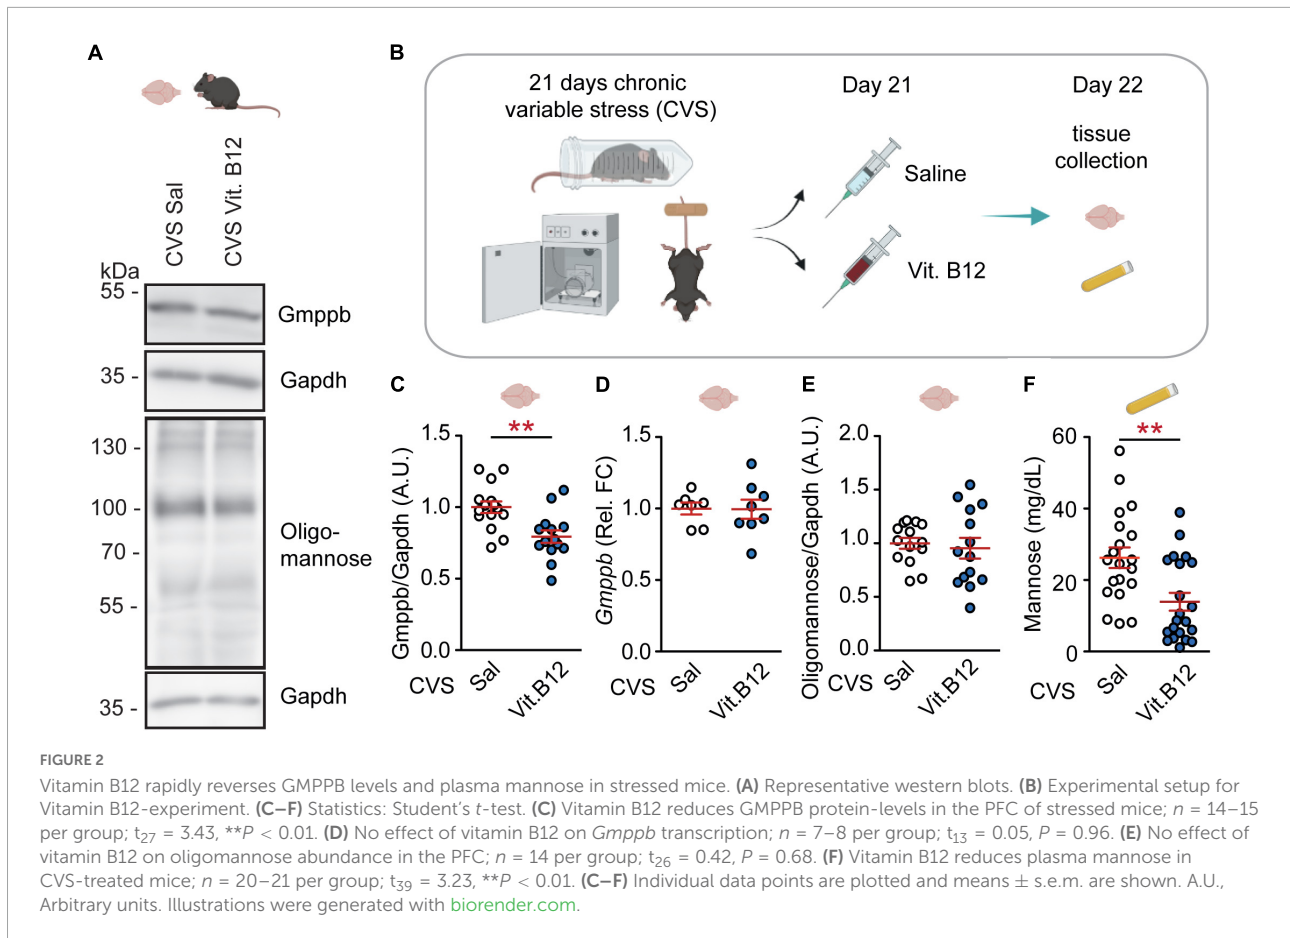 A
CVS Sal
CVS Vit. B12
kDa
55 -
Gmppb
35 -
Gapdh
130 -
100 -
70 -
55 -
Oligo-
mannose
35 -
Gapdh
B
21 days chronic
variable stress (CVS)
Day 21
Saline
Vit. B12
Day 22
tissue
collection
C
**
Gmppb/Gapdh (A.U.)
1.5
1.0
0.5
0.0
CVS
Sal
Vit.B12
D
Gmppb (Rel. FC)
1.5
1.0
0.5
0.0
CVS
Sal
Vit.B12
E
Oligomannose/Gapdh (A.U.)
2.0
1.5
1.0
0.5
0.0
CVS
Sal
Vit.B12
F
**
Mannose (mg/dL)
60
40
20
0
CVS
Sal
Vit.B12
FIGURE 2
Vitamin B12 rapidly reverses GMPPB levels and plasma mannose in stressed mice. (A) Representative western blots. (B) Experimental setup for
Vitamin B12-experiment. (C–F) Statistics: Student's t-test. (C) Vitamin B12 reduces GMPPB protein-levels in the PFC of stressed mice; n = 14–15
per group; t27 = 3.43, **P < 0.01. (D) No effect of vitamin B12 on Gmppb transcription; n = 7–8 per group; t13 = 0.05, P = 0.96. (E) No effect of
vitamin B12 on oligomannose abundance in the PFC; n = 14 per group; t26 = 0.42, P = 0.68. (F) Vitamin B12 reduces plasma mannose in
CVS-treated mice; n = 20–21 per group; t39 = 3.23, **P < 0.01. (C–F) Individual data points are plotted and means ± s.e.m. are shown. A.U.,
Arbitrary units. Illustrations were generated with biorender.com.